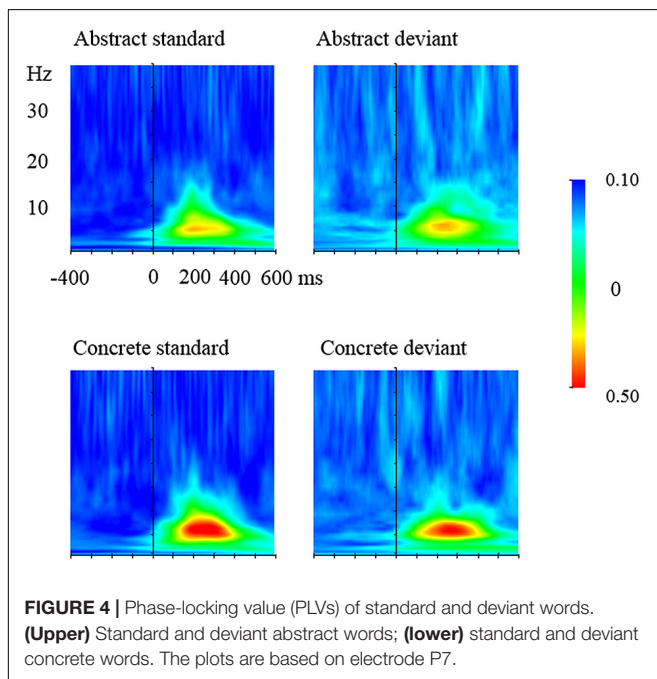 Abstract standard
Abstract deviant
Hz
30
20
10
-400 0 200 400 600 ms
0.10
0
0.50
Concrete standard
Concrete deviant
FIGURE 4 | Phase-locking value (PLVs) of standard and deviant words.
(Upper) Standard and deviant abstract words; (lower) standard and deviant
concrete words. The plots are based on electrode P7.